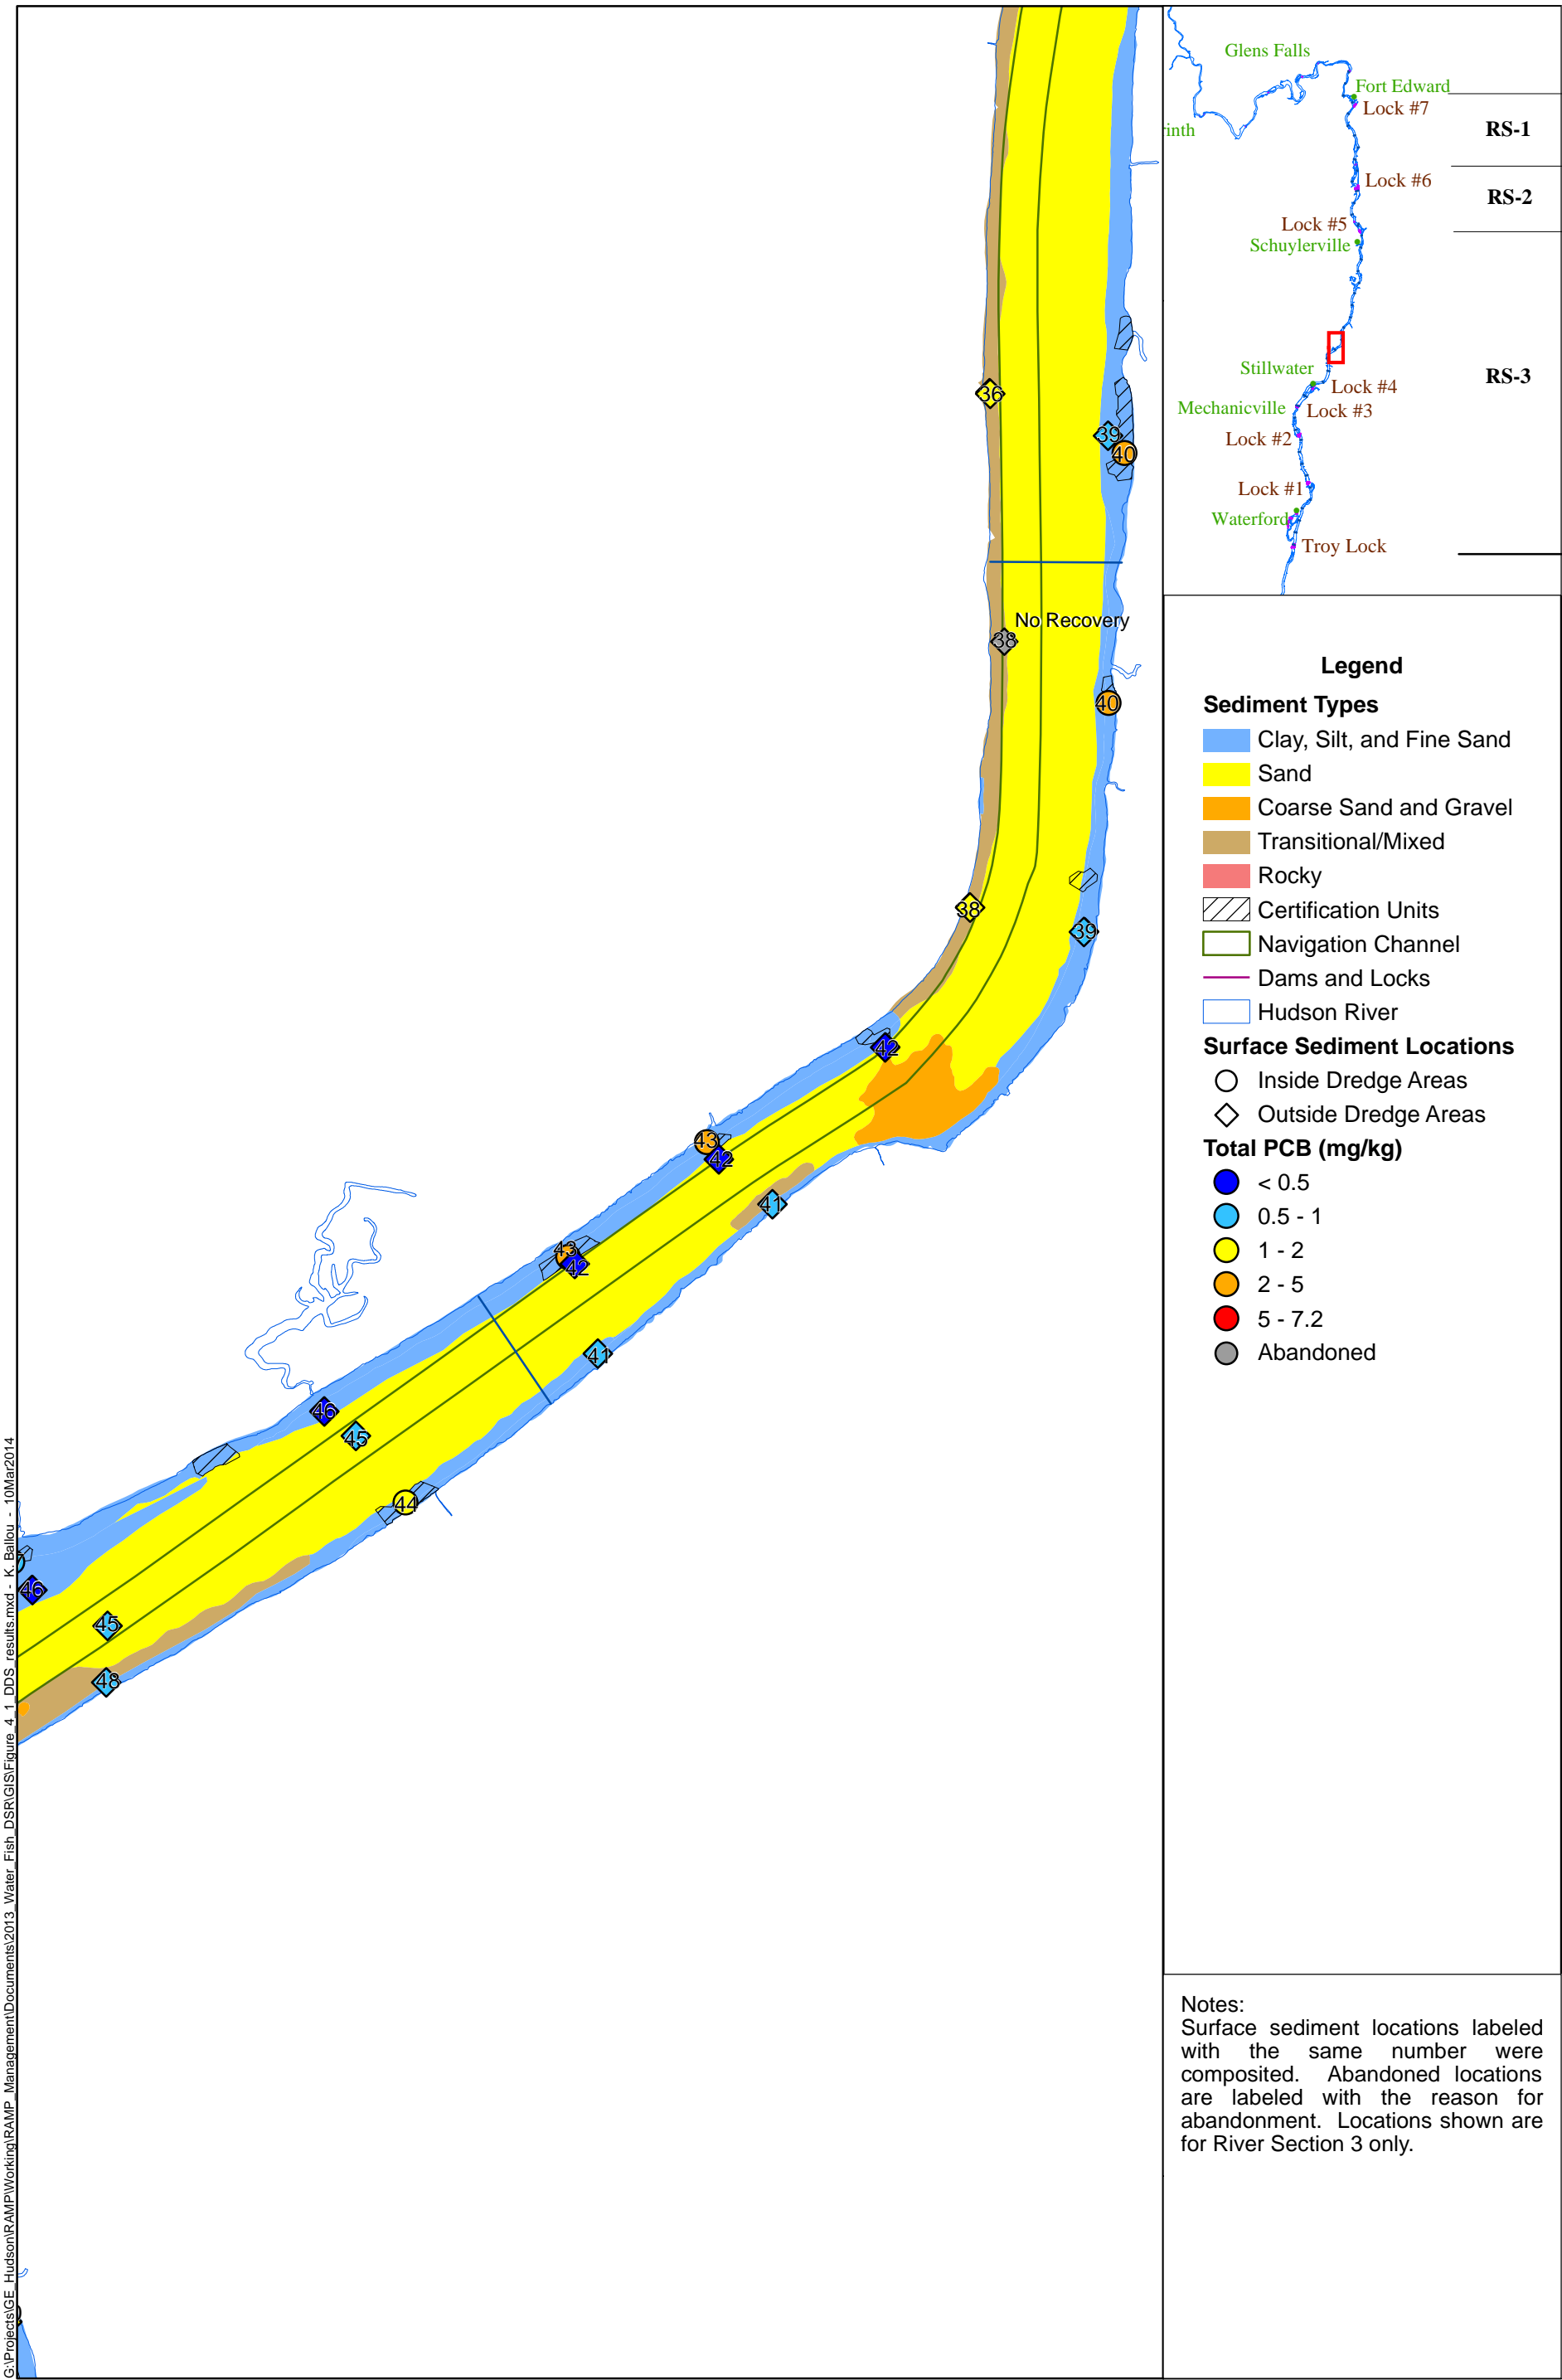 Glens Falls
Fort Edward
Lock #7
rinth
RS-1
Lock #6
RS-2
Lock #5
Schuylerville
Stillwater
RS-3
Lock #4
Mechanicville
Lock #3
Lock #2
Lock #1
Waterford
Troy Lock
36
39
40
No Recovery
38
40
38
39
42
43
42
41
43
42
41
46
45
44
46
45
48
Legend
Sediment Types
Clay, Silt, and Fine Sand
Sand
Coarse Sand and Gravel
Transitional/Mixed
Rocky
Certification Units
Navigation Channel
Dams and Locks
Hudson River
Surface Sediment Locations
Inside Dredge Areas
Outside Dredge Areas
Total PCB (mg/kg)
< 0.5
0.5 - 1
1 - 2
2 - 5
5 - 7.2
Abandoned
Notes:
Surface sediment locations labeled
with the same number were
composited. Abandoned locations
are labeled with the reason for
abandonment. Locations shown are
for River Section 3 only.
G:\Projects\GE_Hudson\RAMP\Working\RAMP_Management\Documents\2013_Water_Fish_DSR\GIS\Figure_4_1_DDS_results.mxd - K. Ballou - 10Mar2014